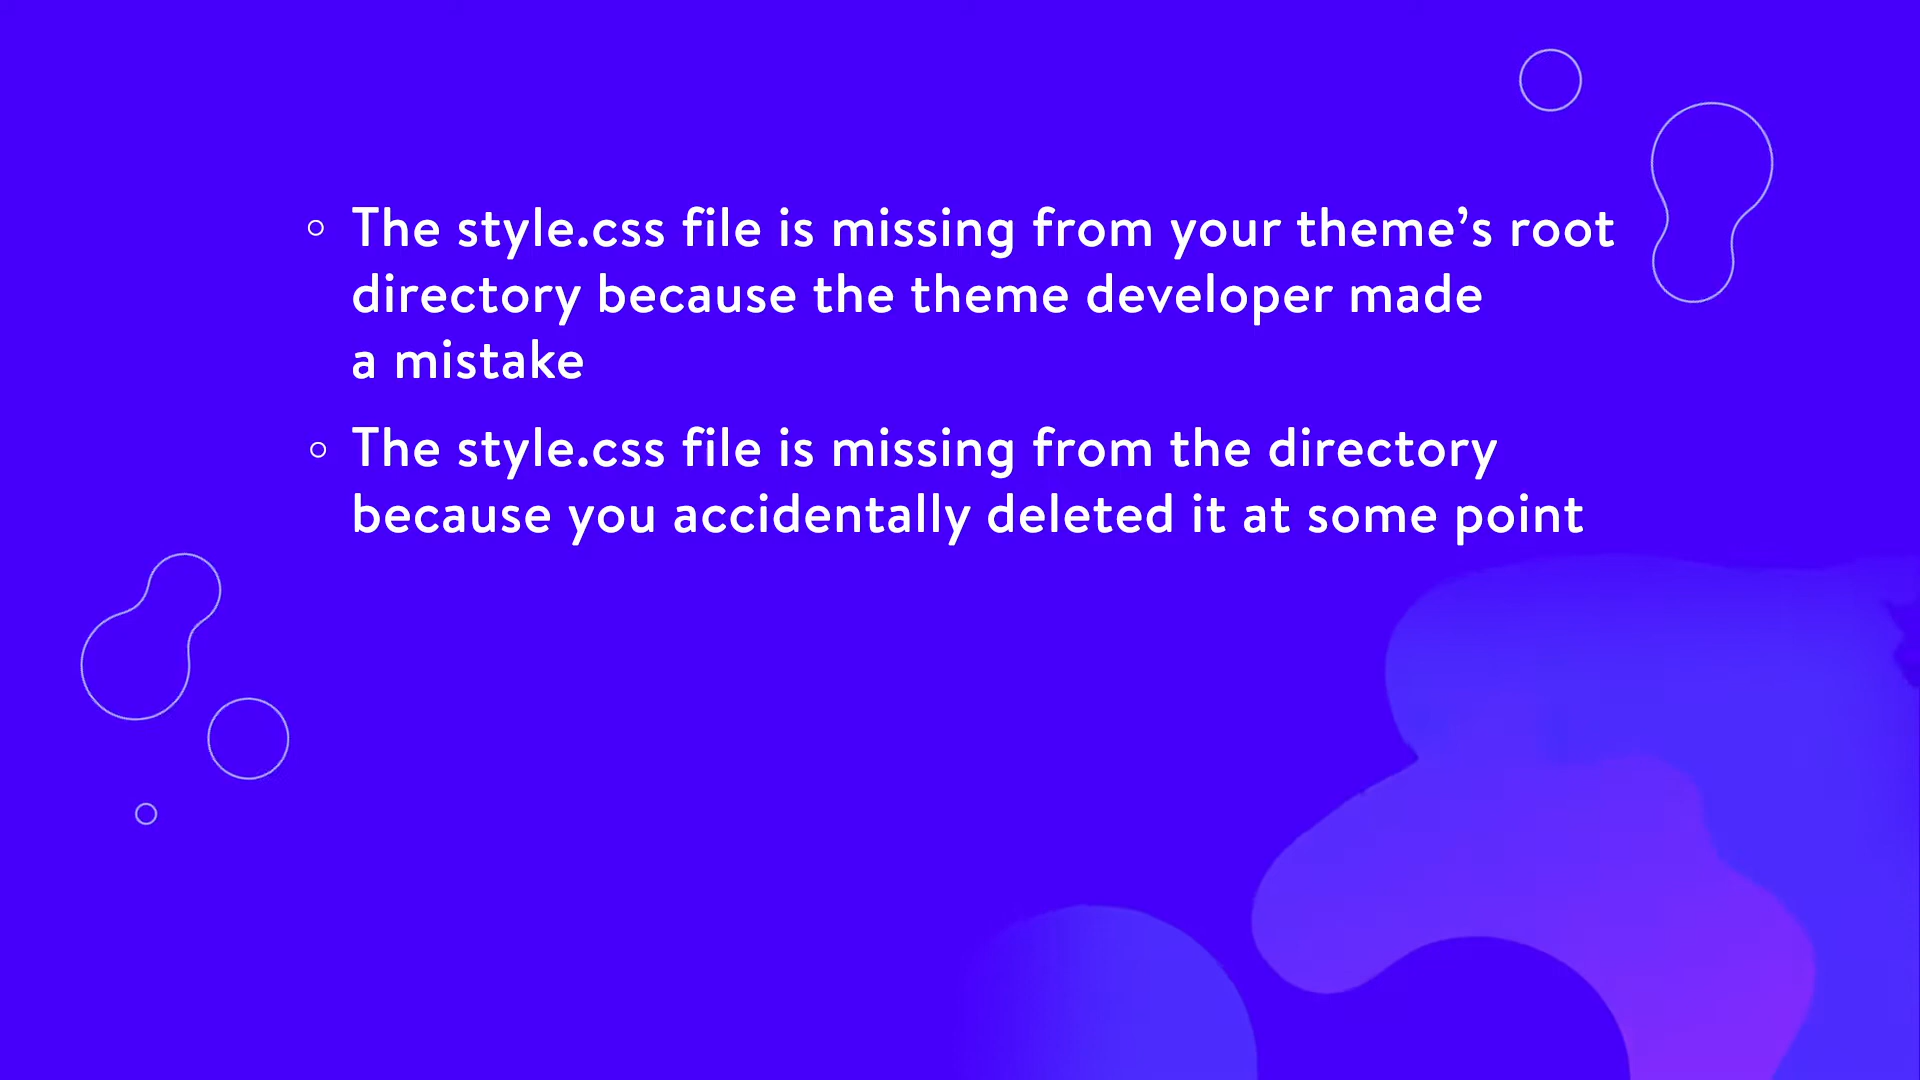 The style.css file is missing from your theme’s root
directory because the theme developer made
a mistake
The style.css file is missing from the directory
because you accidentally deleted it at some point